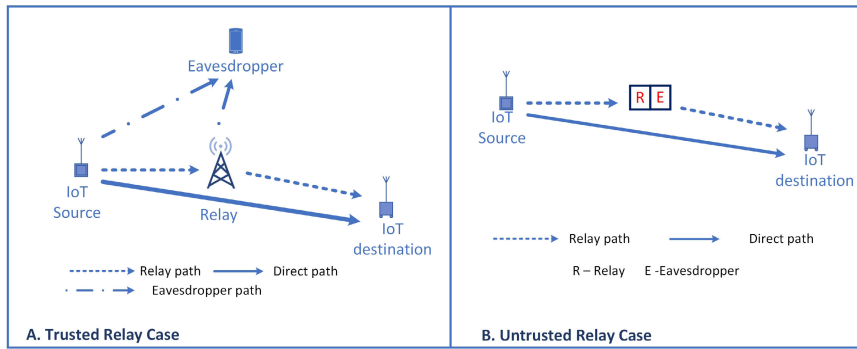 Eavesdropper
IoT
Source
Relay
IoT
destination
Relay path
Direct path
Eavesdropper path
A. Trusted Relay Case
R E
IoT
Source
IoT
destination
Relay path
Direct path
R – Relay
E -Eavesdropper
B. Untrusted Relay Case